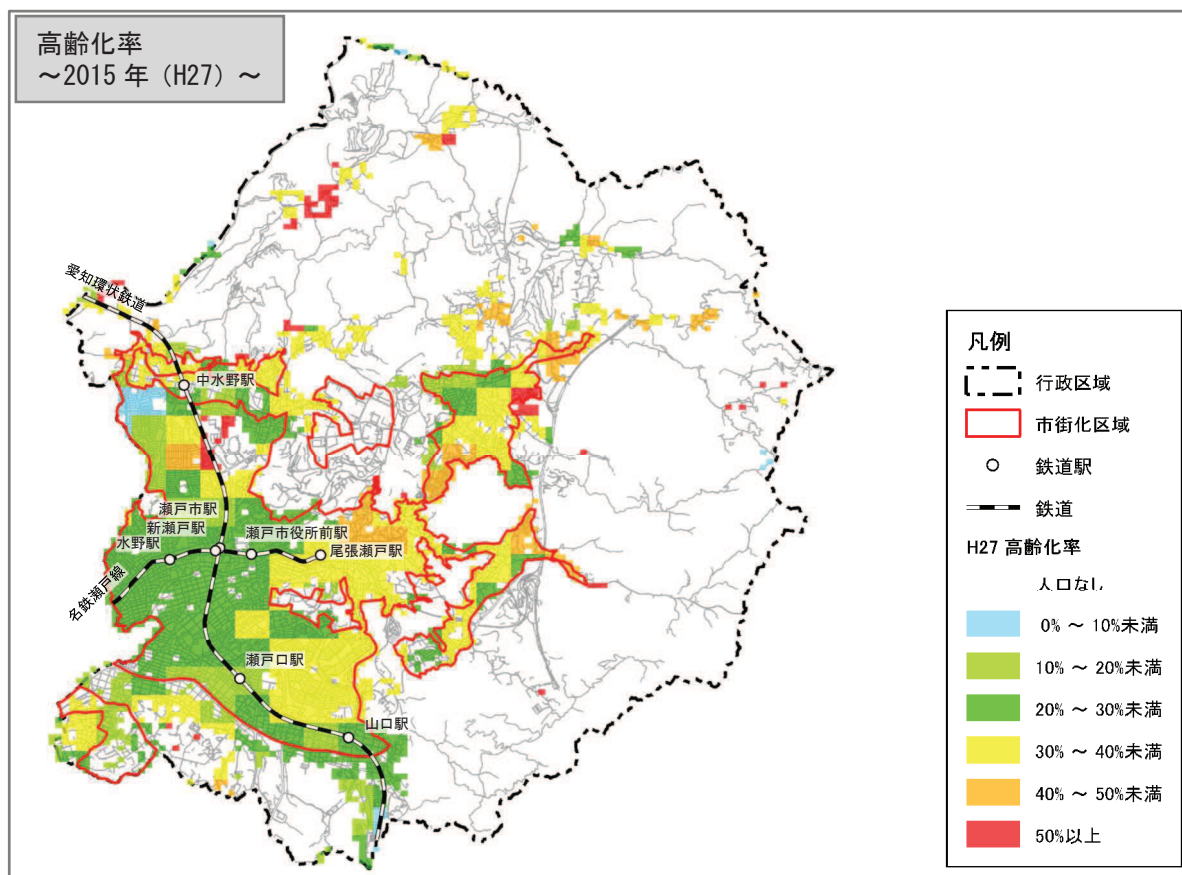 高齢化率
～2015年（H27）～
愛知環状鉄道
中水野駅
瀬戸市駅
新瀬戸駅
瀬戸市役所前駅
水野駅
尾張瀬戸駅
名鉄瀬戸線
瀬戸口駅
山口駅
凡例
行政区域
市街化区域
鉄道駅
鉄道
H27 高齢化率
人口なし
0% ～ 10%未満
10% ～ 20%未満
20% ～ 30%未満
30% ～ 40%未満
40% ～ 50%未満
50%以上